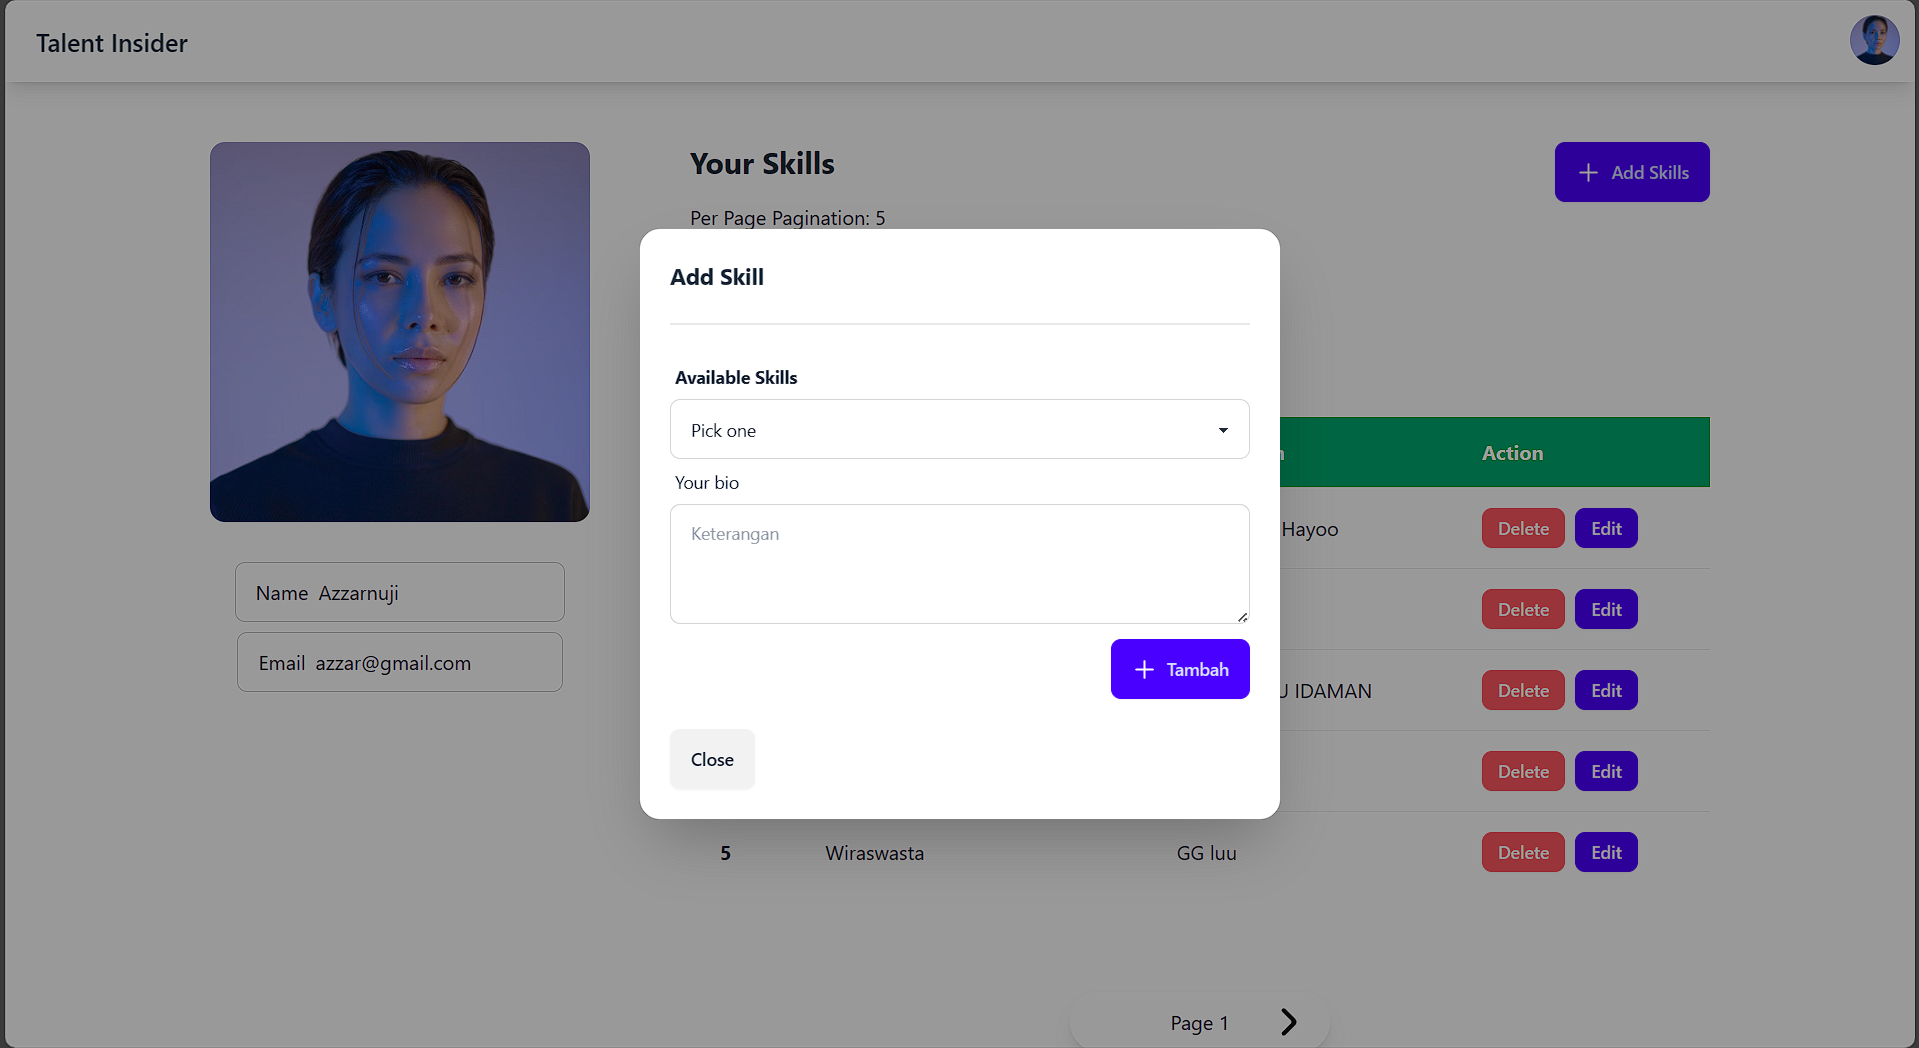 Talent Insider
Your Skills
Add Skills
Per Page Pagination: 5
Add Skill
Available Skills
Pick one
Your bio
Keterangan
Tambah
Close
Name Azzarnuji
Email azzar@gmail.com
Action
Hayoo Delete Edit
Delete Edit
IDAMAN Delete Edit
Delete Edit
5 Wiraswasta GG luu Delete Edit
Page 1